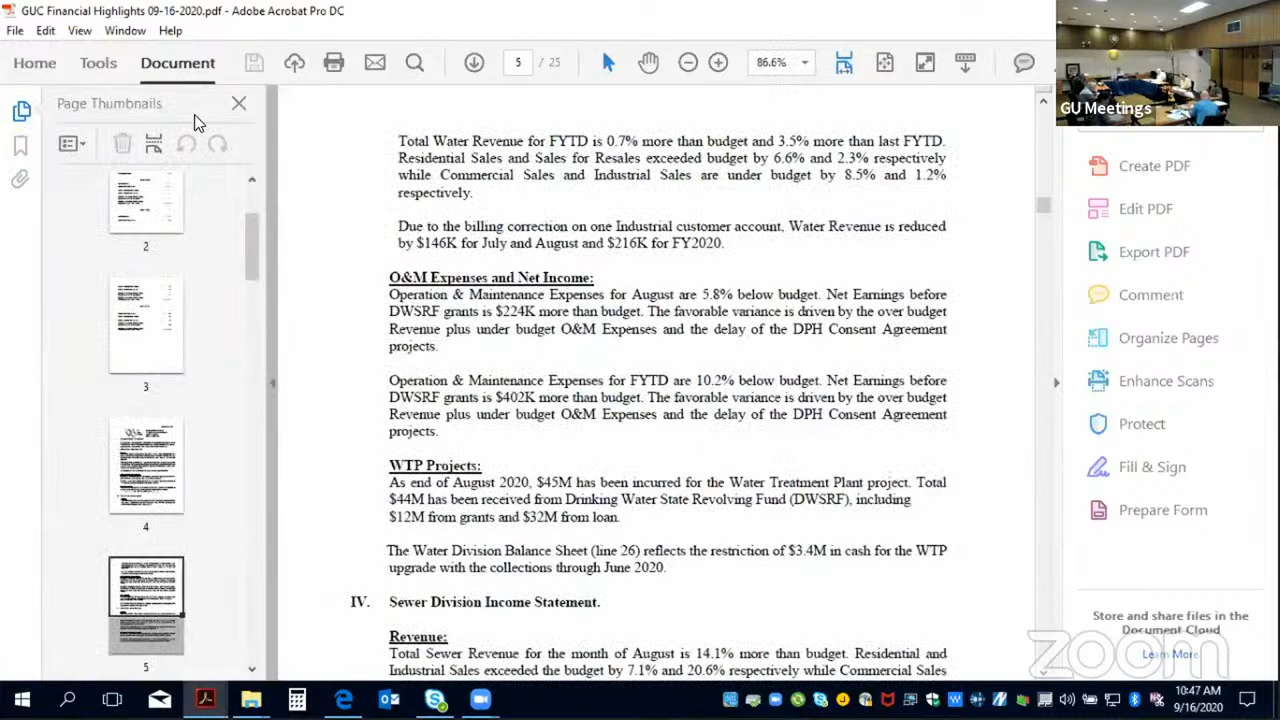 GUC Financial Highlights 09-16-2020.pdf - Adobe Acrobat Pro DC
File Edit View Window Help
Home Tools Document 5 / 25 86.6%
GU Meetings
Page Thumbnails
2
3
4
5
Total Water Revenue for FYTD is 0.7% more than budget and 3.5% more than last FYTD.
Residential Sales and Sales for Resales exceeded budget by 6.6% and 2.3% respectively
while Commercial Sales and Industrial Sales are under budget by 8.5% and 1.2%
respectively.
Due to the billing correction on one Industrial customer account, Water Revenue is reduced
by $146K for July and August and $216K for FY2020.
O&M Expenses and Net Income:
Operation & Maintenance Expenses for August are 5.8% below budget. Net Earnings before
DWSRF grants is $224K more than budget. The favorable variance is driven by the over budget
Revenue plus under budget O&M Expenses and the delay of the DPH Consent Agreement
projects.
Operation & Maintenance Expenses for FYTD are 10.2% below budget. Net Earnings before
DWSRF grants is $402K more than budget. The favorable variance is driven by the over budget
Revenue plus under budget O&M Expenses and the delay of the DPH Consent Agreement
projects.
WTP Projects:
As end of August 2020, $45M has been incurred for the Water Treatment Plant project. Total
$44M has been received from Drinking Water State Revolving Fund (DWSRF), including
$12M from grants and $32M from loan.
The Water Division Balance Sheet (line 26) reflects the restriction of $3.4M in cash for the WTP
upgrade with the collections through June 2020.
IV. Sewer Division Income Statement.
Revenue:
Total Sewer Revenue for the month of August is 14.1% more than budget. Residential and
Industrial Sales exceeded the budget by 7.1% and 20.6% respectively while Commercial Sales
Create PDF
Edit PDF
Export PDF
Comment
Organize Pages
Enhance Scans
Protect
Fill & Sign
Prepare Form
Store and share files in the
Document Cloud
Learn More
zoom
10:47 AM
9/16/2020